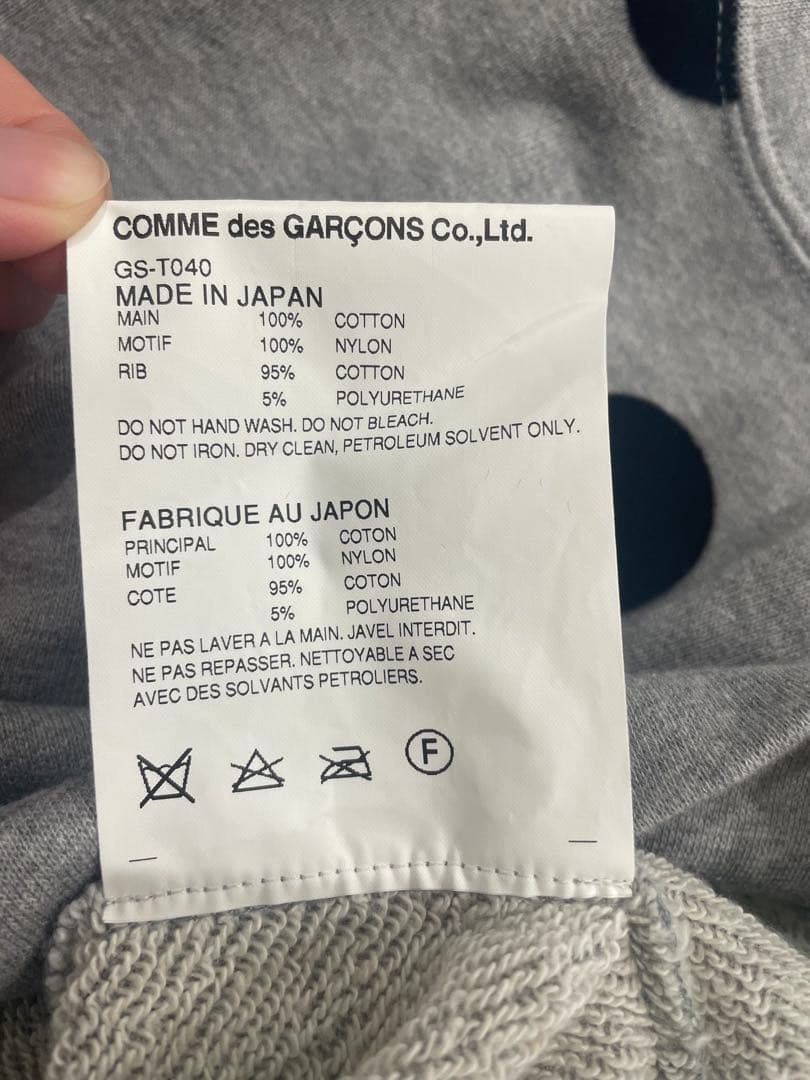 COMME des GARÇONS Co.,Ltd.
GS-T040
MADE IN JAPAN
MAIN 100% COTTON
MOTIF 100% NYLON
RIB 95% COTTON
5% POLYURETHANE
DO NOT HAND WASH. DO NOT BLEACH.
DO NOT IRON. DRY CLEAN, PETROLEUM SOLVENT ONLY.
FABRIQUE AU JAPON
PRINCIPAL 100% COTON
MOTIF 100% NYLON
COTE 95% COTON
5% POLYURETHANE
NE PAS LAVER A LA MAIN. JAVEL INTERDIT.
NE PAS REPASSER. NETTOYABLE A SEC
AVEC DES SOLVANTS PETROLIERS.
F